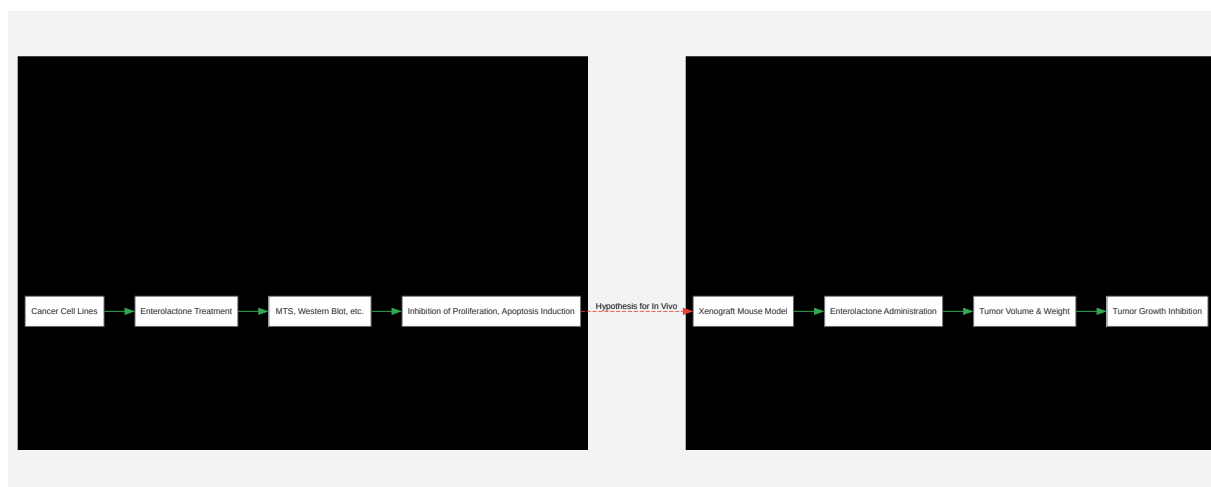 Cancer Cell Lines
Enterolactone Treatment
MTS, Western Blot, etc.
Inhibition of Proliferation, Apoptosis Induction
Hypothesis for In Vivo
Xenograft Mouse Model
Enterolactone Administration
Tumor Volume & Weight
Tumor Growth Inhibition